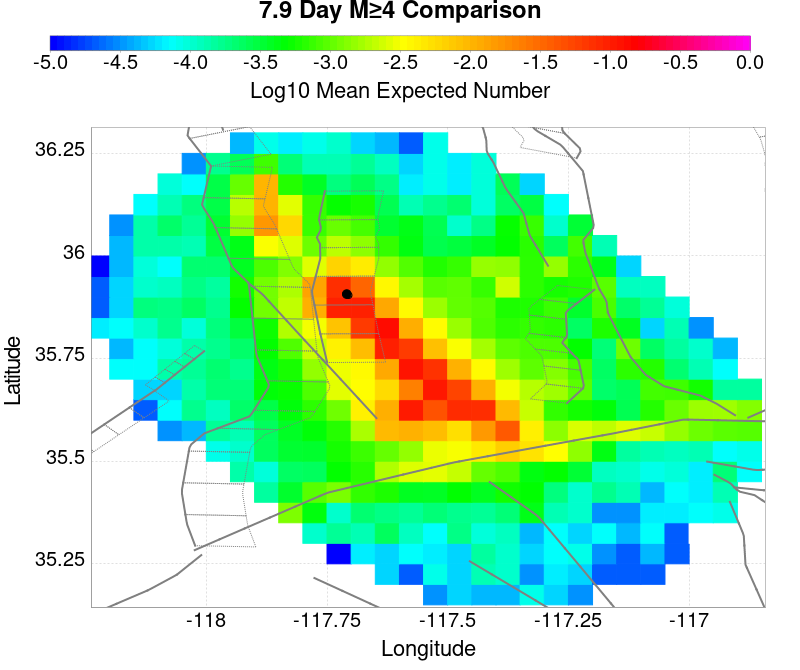 7.9 Day M≥4 Comparison
-5.0 -4.5 -4.0 -3.5 -3.0 -2.5 -2.0 -1.5 -1.0 -0.5 0.0
Log10 Mean Expected Number
36.25
36
35.75
35.5
35.25
Latitude
-118 -117.75 -117.5 -117.25 -117
Longitude